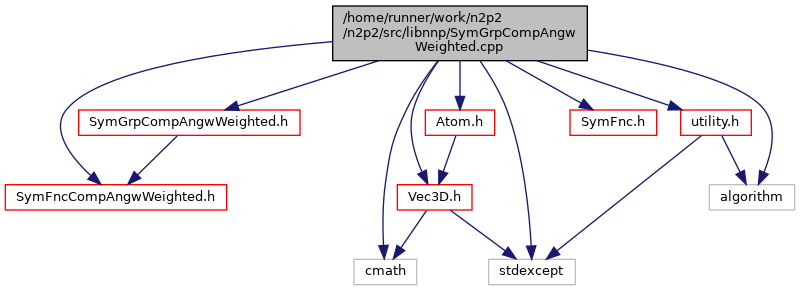 /home/runner/work/n2p2
/n2p2/src/libnnp/SymGrpCompAngw
Weighted.cpp
SymGrpCompAngwWeighted.h
Atom.h
SymFnc.h
utility.h
SymFncCompAngwWeighted.h
Vec3D.h
algorithm
cmath
stdexcept